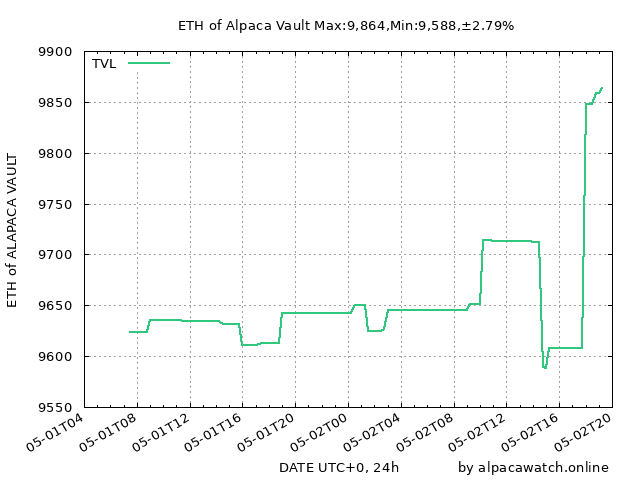 ETH of Alpaca Vault Max:9,864,Min:9,588,±2.79%
TVL
9900
9850
9800
9750
9700
9650
9600
9550
ETH of ALAPACA VAULT
05-01T04
05-01T08
05-01T12
05-01T16
05-01T20
05-02T00
05-02T04
05-02T08
05-02T12
05-02T16
05-02T20
DATE UTC+0, 24h
by alpacawatch.online